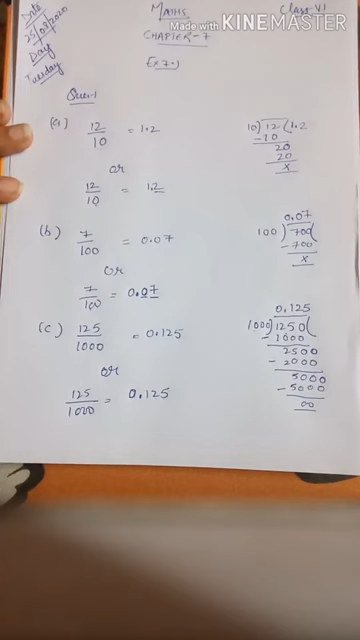 Date
25/08/2020
Day
Tuesday
MATHS
Made with KINEMASTER
Class-VI
CHAPTER-7
Ex 7.1
Ques-1
(a) 12/10 = 1.2
10)12(1.2
-10
20
20
x
or
12/10 = 1.2
(b) 7/100 = 0.07
0.07
100)700(
-700
x
or
7/100 = 0.07
(c) 125/1000 = 0.125
0.125
1000)1250(
-1000
2500
-2000
5000
-5000
00
or
125/1000 = 0.125